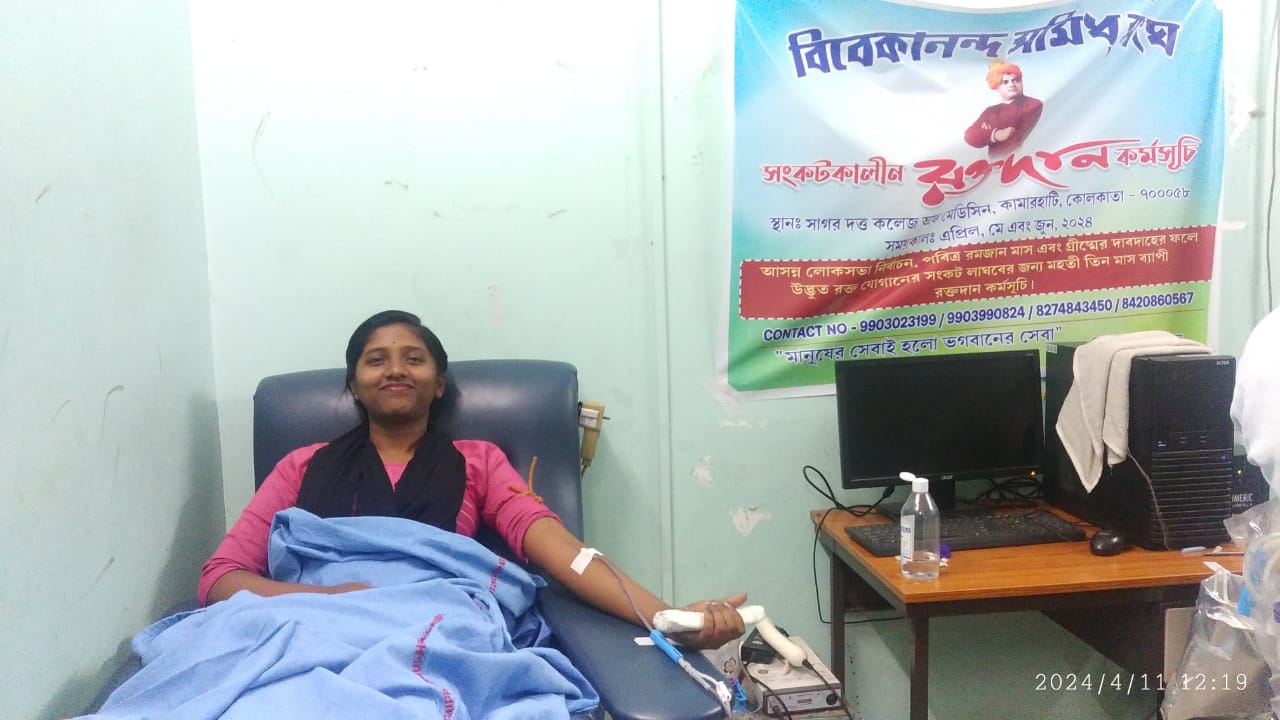 বিবেকানন্দ
সংকটকালীন রক্তদান কর্মসূচি
স্থানঃ সাগর দত্ত কলেজ অফ মেডিসিন, কামারহাটি, কোলকাতা - ৭০০০৫৮
সময়কালঃ এপ্রিল, মে এবং জুন, ২০২৪
আসন্ন লোকসভা নির্বাচন, পবিত্র রমজান মাস এবং গ্রীষ্মের দাবদাহের ফলে
উদ্ভূত রক্ত যোগানের সংকট লাঘবের জন্য মহতী তিন মাস ব্যাপী
রক্তদান কর্মসূচি।
CONTACT NO - 9903023199 / 9903990824 / 8274843450 / 8420860567
"মানুষের সেবাই হলো ভগবানের সেবা"
acer
2024/4/11 12:19